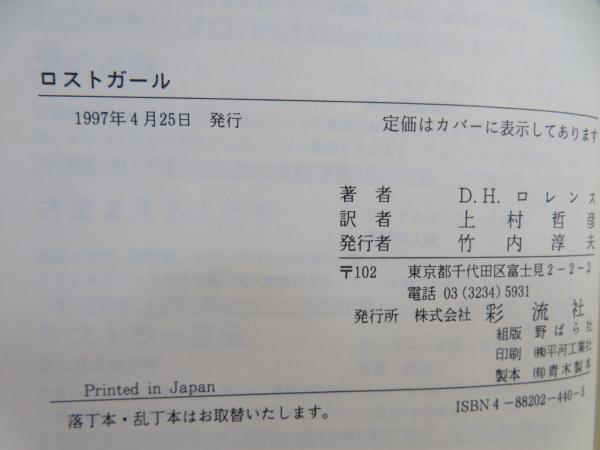 ロストガール
1997年4月25日 発行
定価はカバーに表示してあります
著者 D.H. ロレンス
訳者 上村哲彦
発行者 竹内淳夫
〒102 東京都千代田区富士見2-2-2
電話 03 (3234) 5931
発行所 株式会社 彩流社
組版 野ばら社
印刷 ㈱平河工業社
製本 ㈲青木製本
Printed in Japan
ISBN4-88202-440-3
落丁本・乱丁本はお取替いたします。